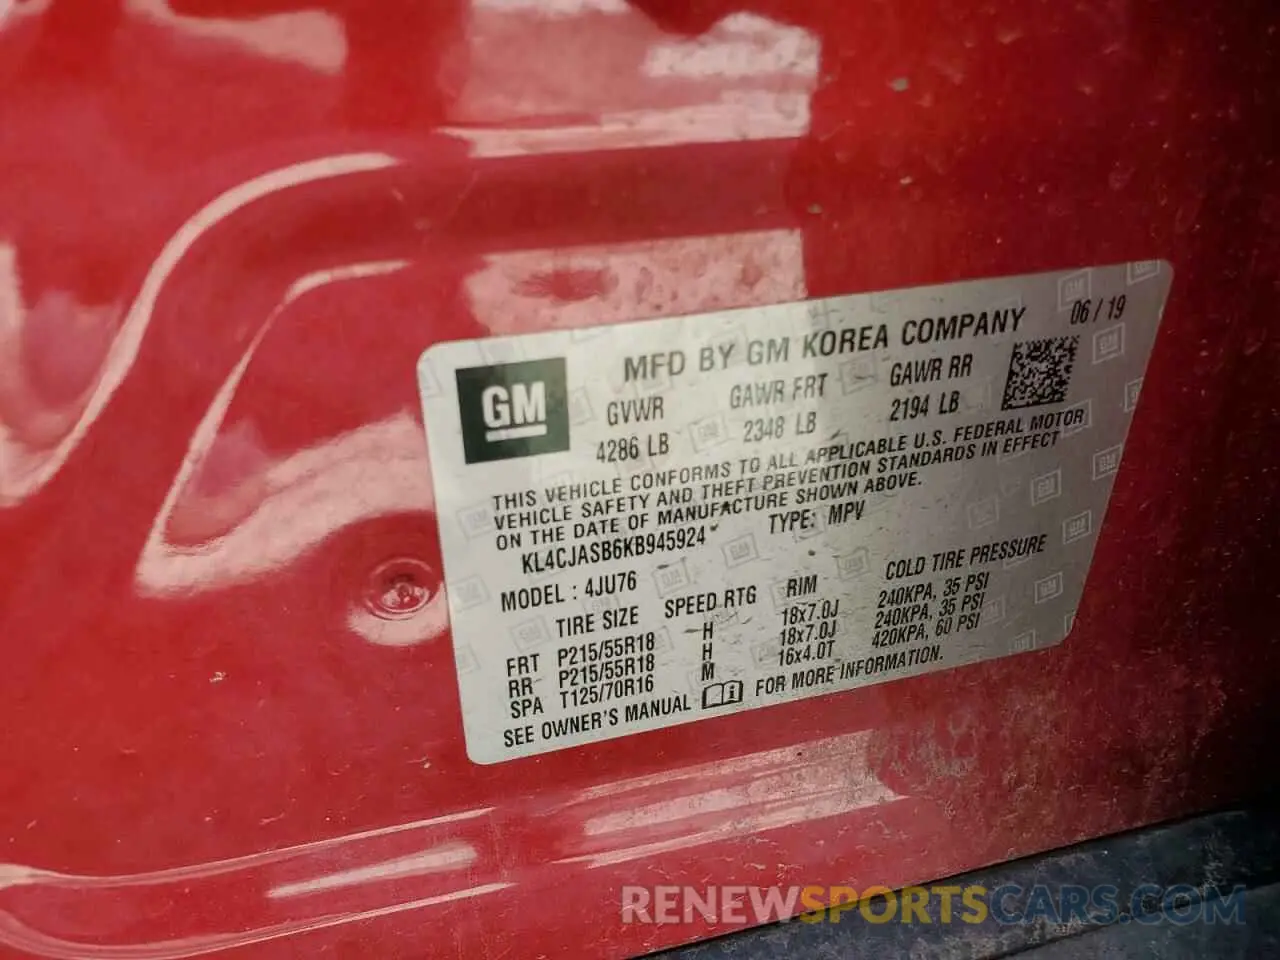 MFD BY GM KOREA COMPANY 06 / 19
GM
GVWR GAWR FRT GAWR RR
4286 LB 2348 LB 2194 LB
THIS VEHICLE CONFORMS TO ALL APPLICABLE U.S. FEDERAL MOTOR
VEHICLE SAFETY AND THEFT PREVENTION STANDARDS IN EFFECT
ON THE DATE OF MANUFACTURE SHOWN ABOVE.
KL4CJASB6KB945924* TYPE: MPV
MODEL : 4JU76
TIRE SIZE SPEED RTG RIM COLD TIRE PRESSURE
FRT P215/55R18 H 18x7.0J 240KPA, 35 PSI
RR P215/55R18 H 18x7.0J 240KPA, 35 PSI
SPA T125/70R16 M 16x4.0T 420KPA, 60 PSI
SEE OWNER'S MANUAL FOR MORE INFORMATION.
RENEWSPORTSCARS.COM